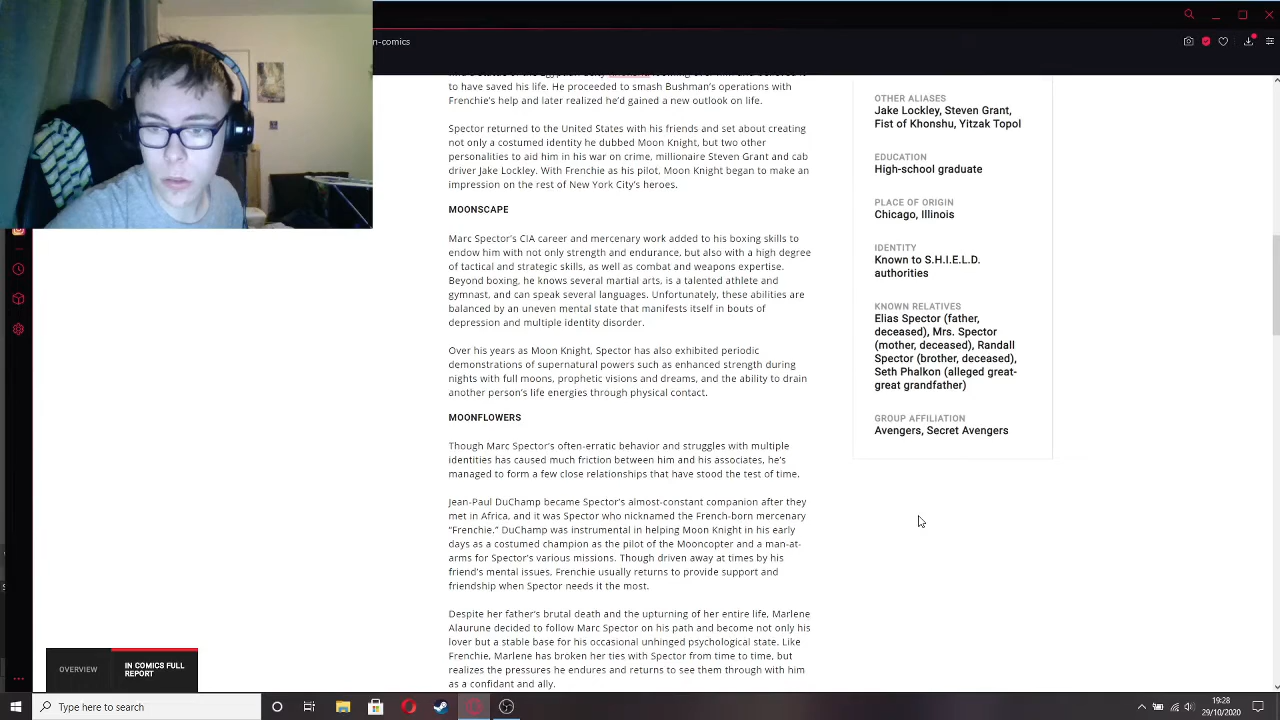 n-comics
to have saved his life. He proceeded to smash Bushman's operations with
Frenchie's help and later realized he'd gained a new outlook on life.
Spector returned to the United States with his friends and set about creating
not only a costumed identity he dubbed Moon Knight, but two other
personalities to aid him in his war on crime, millionaire Steven Grant and cab
driver Jake Lockley. With Frenchie as his pilot, Moon Knight began to make an
impression on the rest of New York City's heroes.
MOONSCAPE
Marc Spector's CIA career and mercenary work added to his boxing skills to
endow him with not only strength and endurance, but also with a high degree
of tactical and strategic skills, as well as combat and weapons expertise.
Beyond boxing, he knows several martial arts, is a talented athlete and
gymnast, and can speak several languages. Unfortunately, these abilities are
balanced by an uneven mental state that manifests itself in bouts of
depression and multiple identity disorder.
Over his years as Moon Knight, Spector has also exhibited periodic
demonstrations of supernatural powers such as enhanced strength during
nights with full moons, prophetic visions and dreams, and the ability to drain
another person's life energies through physical contact.
MOONFLOWERS
Though Marc Spector's often-erratic behavior and struggles with multiple
identities has caused much friction between him and his associates, he's
managed to form a few close relationships that have stood the test of time.
Jean-Paul DuChamp became Spector's almost-constant companion after they
met in Africa, and it was Spector who nicknamed the French-born mercenary
"Frenchie." DuChamp was instrumental in helping Moon Knight in his early
days as a costumed champion as the pilot of the Mooncopter and a man-at-
arms for Spector's various missions. Though driven away at times by his
friend's mental issues, Frenchie usually returns to provide support and
friendship when Spector needs it the most.
Despite her father's brutal death and the upturning of her entire life, Marlene
Alaurune decided to follow Marc Spector on his path and become not only his
lover but a stable base for his occasional unhinged psychological state. Like
Frenchie, Marlene has broken her ties with Spector from time to time, but
realizes the pressures he endures and returns to see them through with him
as a confidant and ally.
OTHER ALIASES
Jake Lockley, Steven Grant,
Fist of Khonshu, Yitzak Topol
EDUCATION
High-school graduate
PLACE OF ORIGIN
Chicago, Illinois
IDENTITY
Known to S.H.I.E.L.D.
authorities
KNOWN RELATIVES
Elias Spector (father,
deceased), Mrs. Spector
(mother, deceased), Randall
Spector (brother, deceased),
Seth Phalkon (alleged great-
great grandfather)
GROUP AFFILIATION
Avengers, Secret Avengers
OVERVIEW
IN COMICS FULL
REPORT
Type here to search
19:28
29/10/2020